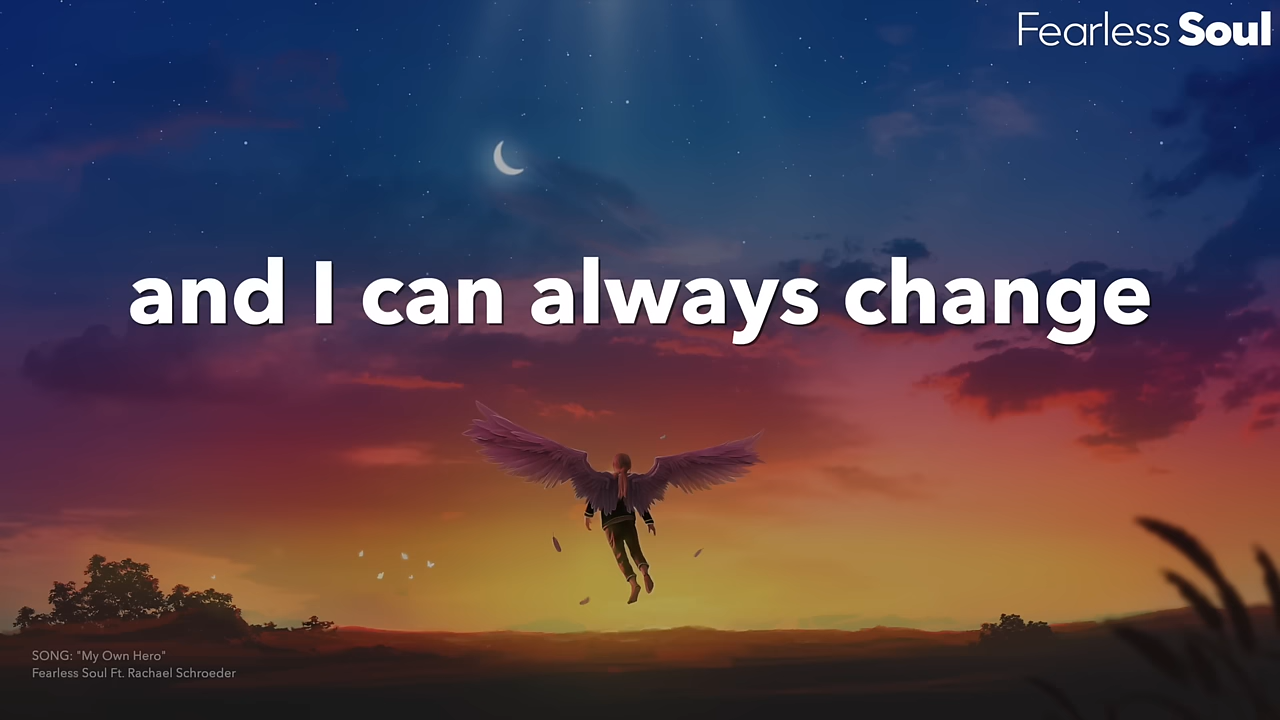 Fearless Soul
and I can always change
SONG: "My Own Hero"
Fearless Soul Ft. Rachael Schroeder